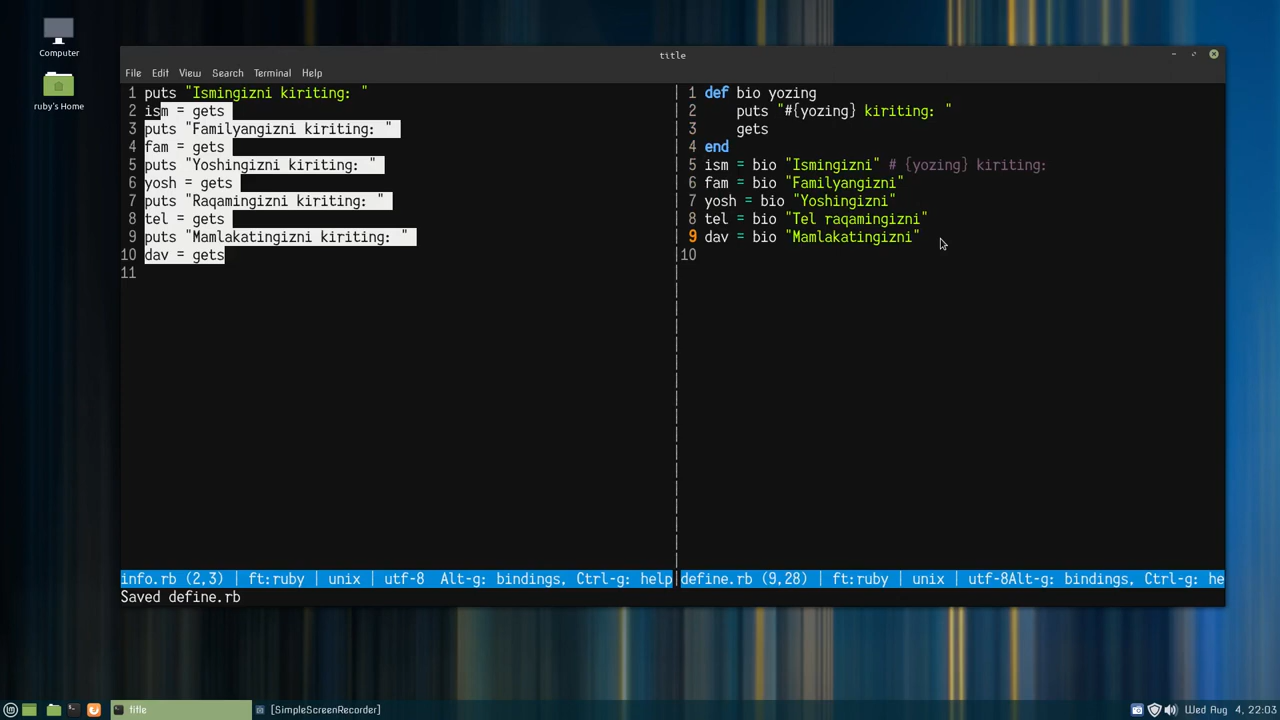 Computer
ruby's Home
title
File Edit View Search Terminal Help
1 puts "Ismingizni kiriting: "
2 ism = gets
3 puts "Familyangizni kiriting: "
4 fam = gets
5 puts "Yoshingizni kiriting: "
6 yosh = gets
7 puts "Raqamingizni kiriting: "
8 tel = gets
9 puts "Mamlakatingizni kiriting: "
10 dav = gets
11
1 def bio yozing
2 puts "#{yozing} kiriting: "
3 gets
4 end
5 ism = bio "Ismingizni" # {yozing} kiriting:
6 fam = bio "Familyangizni"
7 yosh = bio "Yoshingizni"
8 tel = bio "Tel raqamingizni"
9 dav = bio "Mamlakatingizni"
10
info.rb (2,3) | ft:ruby | unix | utf-8 Alt-g: bindings, Ctrl-g: help
define.rb (9,28) | ft:ruby | unix | utf-8Alt-g: bindings, Ctrl-g: he
Saved define.rb
title
[SimpleScreenRecorder]
Wed Aug 4, 22:03